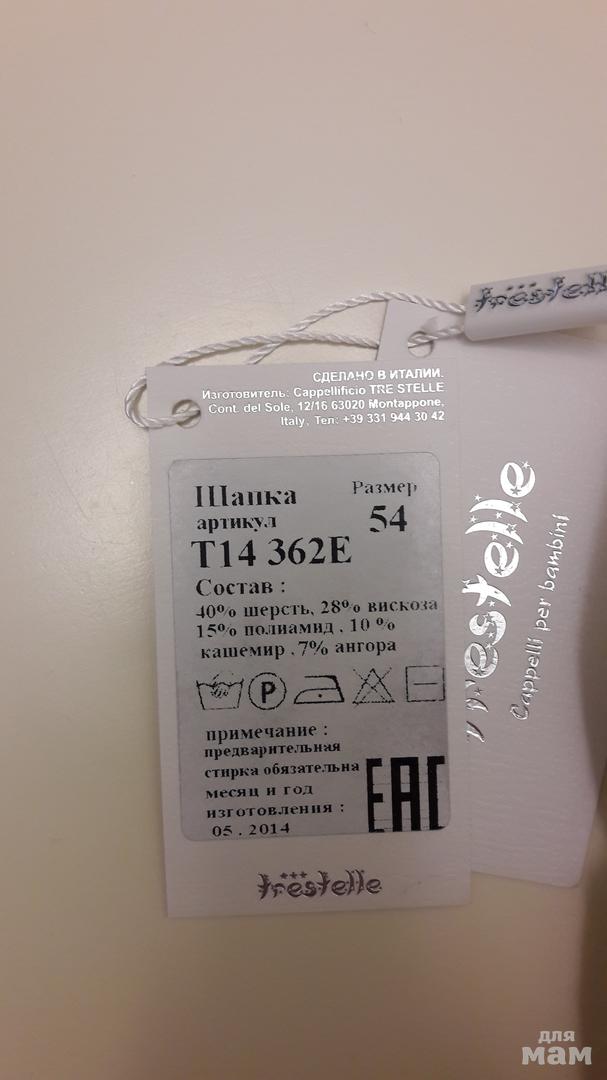 trestell
СДЕЛАНО В ИТАЛИИ.
Изготовитель: Cappellificio TRE STELLE
Cont. del Sole, 12/16 63020 Montappone,
Italy, Тел: +39 331 944 30 42
Шапка
Размер
артикул
54
T14 362E
Состав :
40% шерсть, 28% вискоза
15% полиамид , 10 %
кашемир , 7% ангора
P
примечание :
предварительная
стирка обязательна
месяц и год
изготовления :
05 . 2014
EAC
trestelle
trestelle
Cappelli per bambini
для
мам